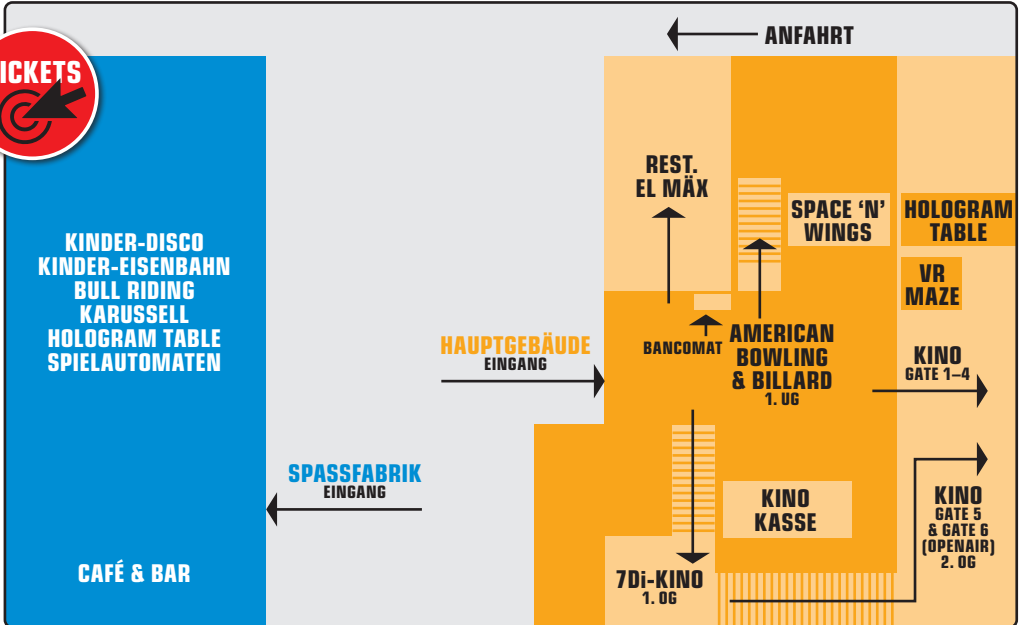 ANFAHRT
ICKETS
KINDER-DISCO
KINDER-EISENBAHN
BULL RIDING
KARUSSELL
HOLOGRAM TABLE
SPIELAUTOMATEN
CAFÉ & BAR
SPASSFABRIK
EINGANG
HAUPTGEBÄUDE
EINGANG
REST.
EL MÄX
BANCOMAT
AMERICAN
BOWLING
& BILLARD
1. UG
SPACE ‘N’
WINGS
HOLOGRAM
TABLE
VR
MAZE
KINO
GATE 1–4
KINO
KASSE
7Di-KINO
1. OG
KINO
GATE 5
& GATE 6
(OPENAIR)
2. OG